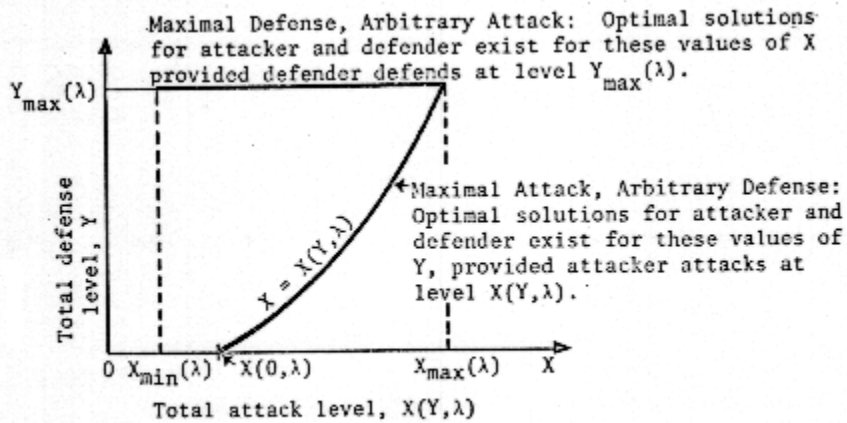 Maximal Defense, Arbitrary Attack: Optimal solutions
for attacker and defender exist for these values of X
provided defender defends at level Y_max(λ).
Y_max(λ)
Maximal Attack, Arbitrary Defense:
Optimal solutions for attacker and
defender exist for these values of
Y, provided attacker attacks at
level X(Y,λ).
Total defense
level, Y
X = X(Y,λ)
0 X_min(λ) X(0,λ) X_max(λ) X
Total attack level, X(Y,λ)